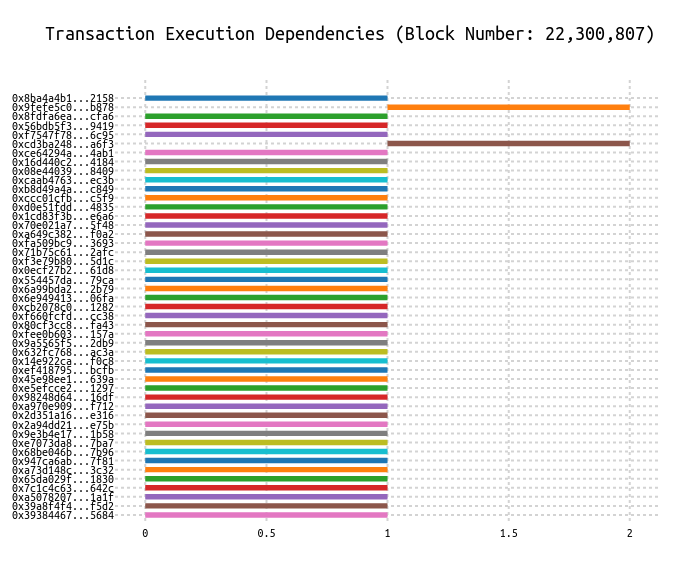 Transaction Execution Dependencies (Block Number: 22,300,807)
0x8ba4a4b1...2158
0x9fefe5c0...b878
0x8fdfa6ea...cfa6
0x56bdb5f3...9419
0xf7547f78...6c95
0xcd3ba248...a6f3
0xce64294a...4ab1
0x16d440c2...4184
0x08e44039...8409
0xcaab4763...ec3b
0xb8d49a4a...c849
0xccc01cfb...c5f9
0xd0e51fdd...4835
0x1cd83f3b...e6a6
0x70e021a7...5f48
0xa649c382...f0a2
0xfa509bc9...3693
0x71b75c61...2afc
0xf3e79b80...5d1c
0x0ecf27b2...61d8
0x554457da...79ca
0x6a99bda2...2b79
0x6e949413...06fa
0xcb2078c0...1282
0xf660fcfd...cc38
0x80cf3cc8...fa43
0xfee0b603...157a
0x9a5565f5...2db9
0x632fc768...ac3a
0x14e922ca...f0c8
0xef418795...bcfb
0x45e98ee1...639a
0xe5efcce2...1297
0x98248d64...16df
0xa970e909...f712
0x2d351a16...e316
0x2a94dd21...e75b
0x9e3b4e17...1b58
0xe7073da8...7ba7
0x68be046b...7b96
0x947ca6ab...7f81
0xa73d148c...3c32
0x65da029f...1830
0x7c1c4c63...642c
0xa5078207...1a1f
0x39a8f4f4...f5d2
0x39384467...5684
0 0.5 1 1.5 2